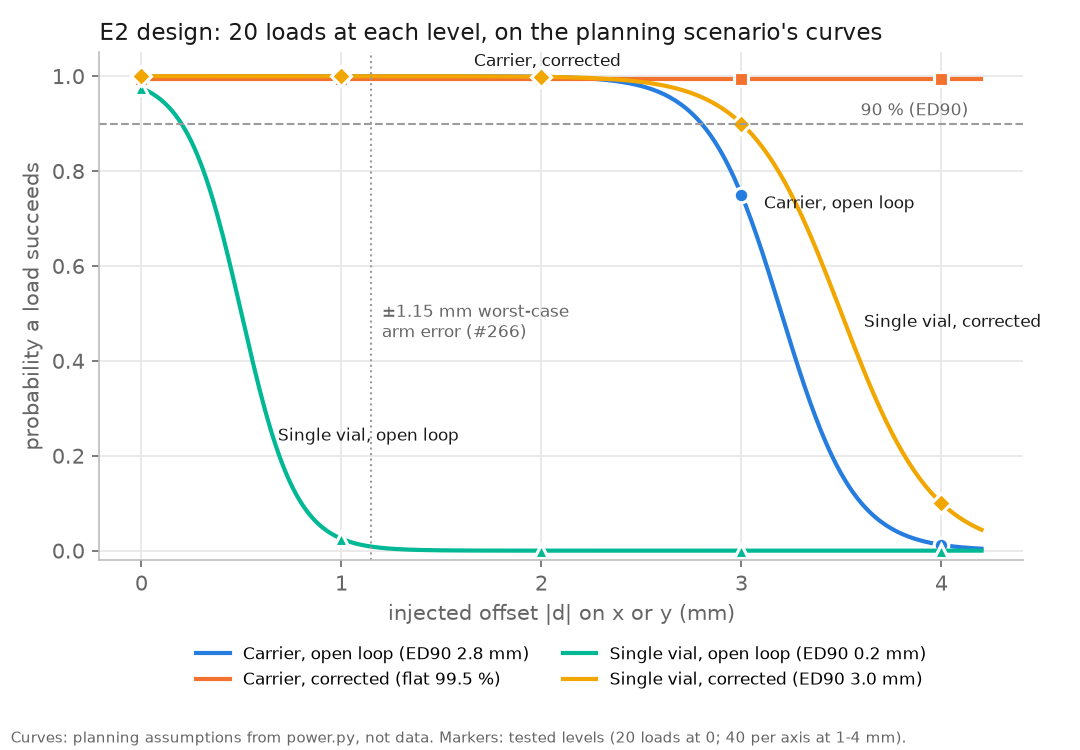 E2 design: 20 loads at each level, on the planning scenario's curves
Carrier, corrected
90 % (ED90)
Carrier, open loop
±1.15 mm worst-case
arm error (#266)
Single vial, corrected
Single vial, open loop
probability a load succeeds
1.0
0.8
0.6
0.4
0.2
0.0
0
1
2
3
4
injected offset |d| on x or y (mm)
Carrier, open loop (ED90 2.8 mm)
Carrier, corrected (flat 99.5 %)
Single vial, open loop (ED90 0.2 mm)
Single vial, corrected (ED90 3.0 mm)
Curves: planning assumptions from power.py, not data. Markers: tested levels (20 loads at 0; 40 per axis at 1-4 mm).